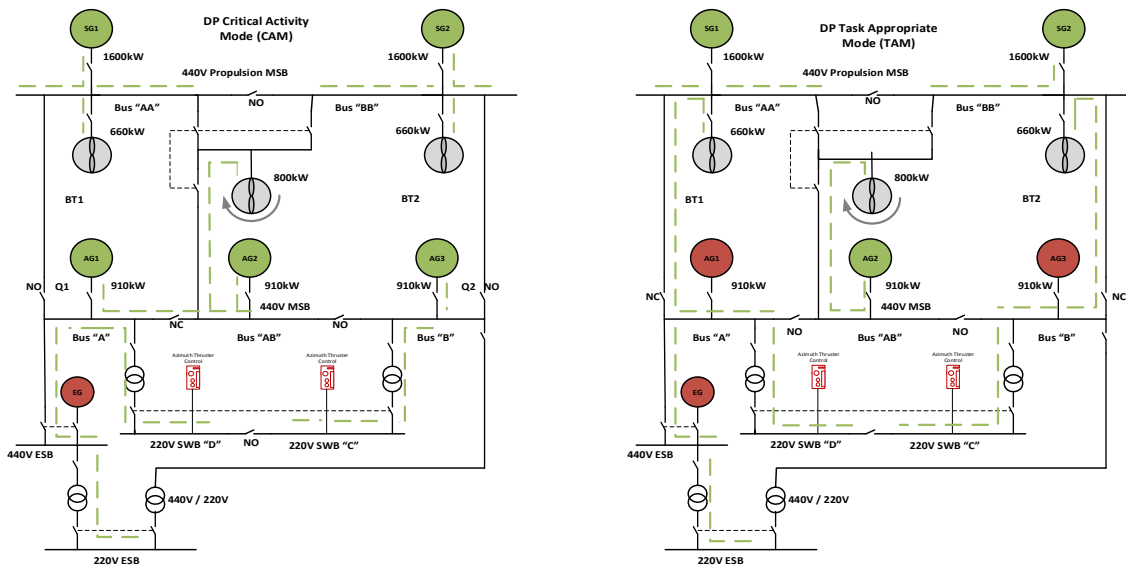 DP Critical Activity
Mode (CAM)
SG1
SG2
1600kW
1600kW
440V Propulsion MSB
Bus "AA"
NO
Bus "BB"
660kW
660kW
800kW
BT1
BT2
AG1
AG2
AG3
NO
Q1
910kW
910kW
910kW
Q2
NO
440V MSB
NC
NO
Bus "A"
Bus "AB"
Bus "B"
Azimuth Thruster
Control
Azimuth Thruster
Control
EG
220V SWB "D"
NO
220V SWB "C"
440V ESB
440V / 220V
220V ESB
DP Task Appropriate
Mode (TAM)
SG1
SG2
1600kW
1600kW
440V Propulsion MSB
Bus "AA"
NO
Bus "BB"
660kW
660kW
800kW
BT1
BT2
AG1
AG2
AG3
NC
910kW
910kW
910kW
NC
440V MSB
NO
NO
Bus "A"
Bus "AB"
Bus "B"
Azimuth Thruster
Control
Azimuth Thruster
Control
EG
220V SWB "D"
220V SWB "C"
440V ESB
440V / 220V
220V ESB